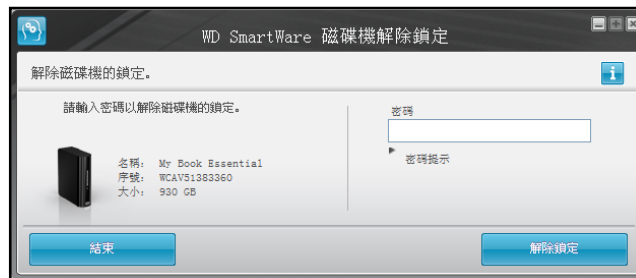 WD SmartWare 磁碟機解除鎖定
解除磁碟機的鎖定。
請輸入密碼以解除磁碟機的鎖定。
名稱： My Book Essential
序號： WCAV51383360
大小： 930 GB
密碼
密碼提示
結束
解除鎖定